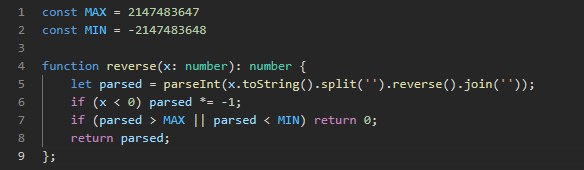 1 const MAX = 2147483647
2 const MIN = -2147483648
3
4 function reverse(x: number): number {
5     let parsed = parseInt(x.toString().split('').reverse().join(''));
6     if (x < 0) parsed *= -1;
7     if (parsed > MAX || parsed < MIN) return 0;
8     return parsed;
9 };